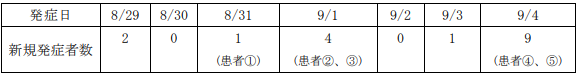 発症日 8/29 8/30 8/31 9/1 9/2 9/3 9/4
新規発症者数 2 0 1 4 0 1 9
(患者①) (患者②、③) (患者④、⑤)